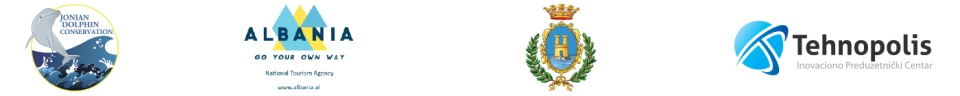 JONIAN
DOLPHIN
CONSERVATION
ALBANIA
GO YOUR OWN WAY
National Tourism Agency
www.albania.al
Tehnopolis
Inovaciono Preduzetnički Centar